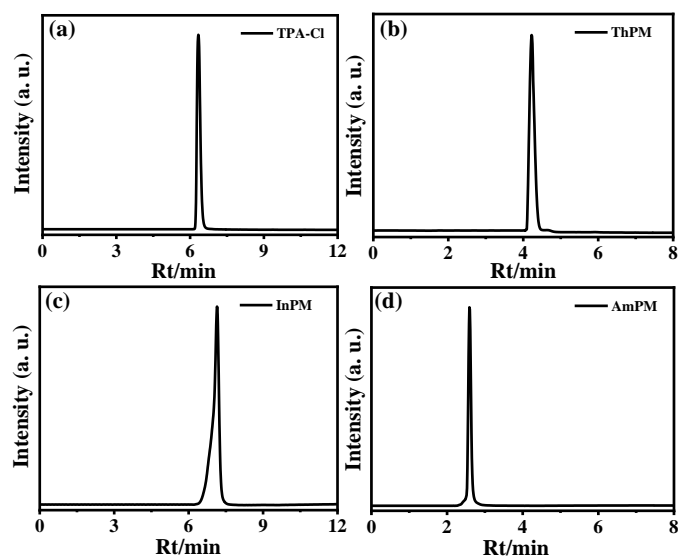 (a)
TPA-Cl
Intensity (a. u.)
0 3 6 9 12
Rt/min
(b)
ThPM
Intensity (a. u.)
0 2 4 6 8
Rt/min
(c)
InPM
Intensity (a. u.)
0 3 6 9 12
Rt/min
(d)
AmPM
Intensity (a. u.)
0 2 4 6 8
Rt/min